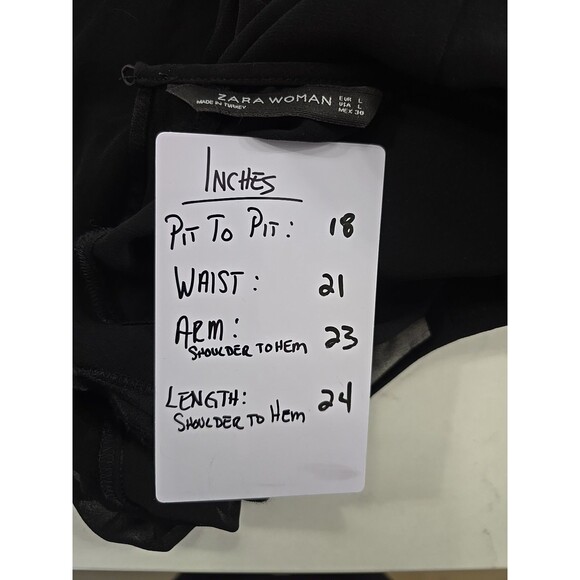 ZARA WOMAN
MADE IN TURKEY
EUR L
USA L
MEX 30
INCHES
PIT TO PIT: 18
WAIST: 21
ARM: 23
SHOULDER TO HEM
LENGTH: 24
SHOULDER TO HEM